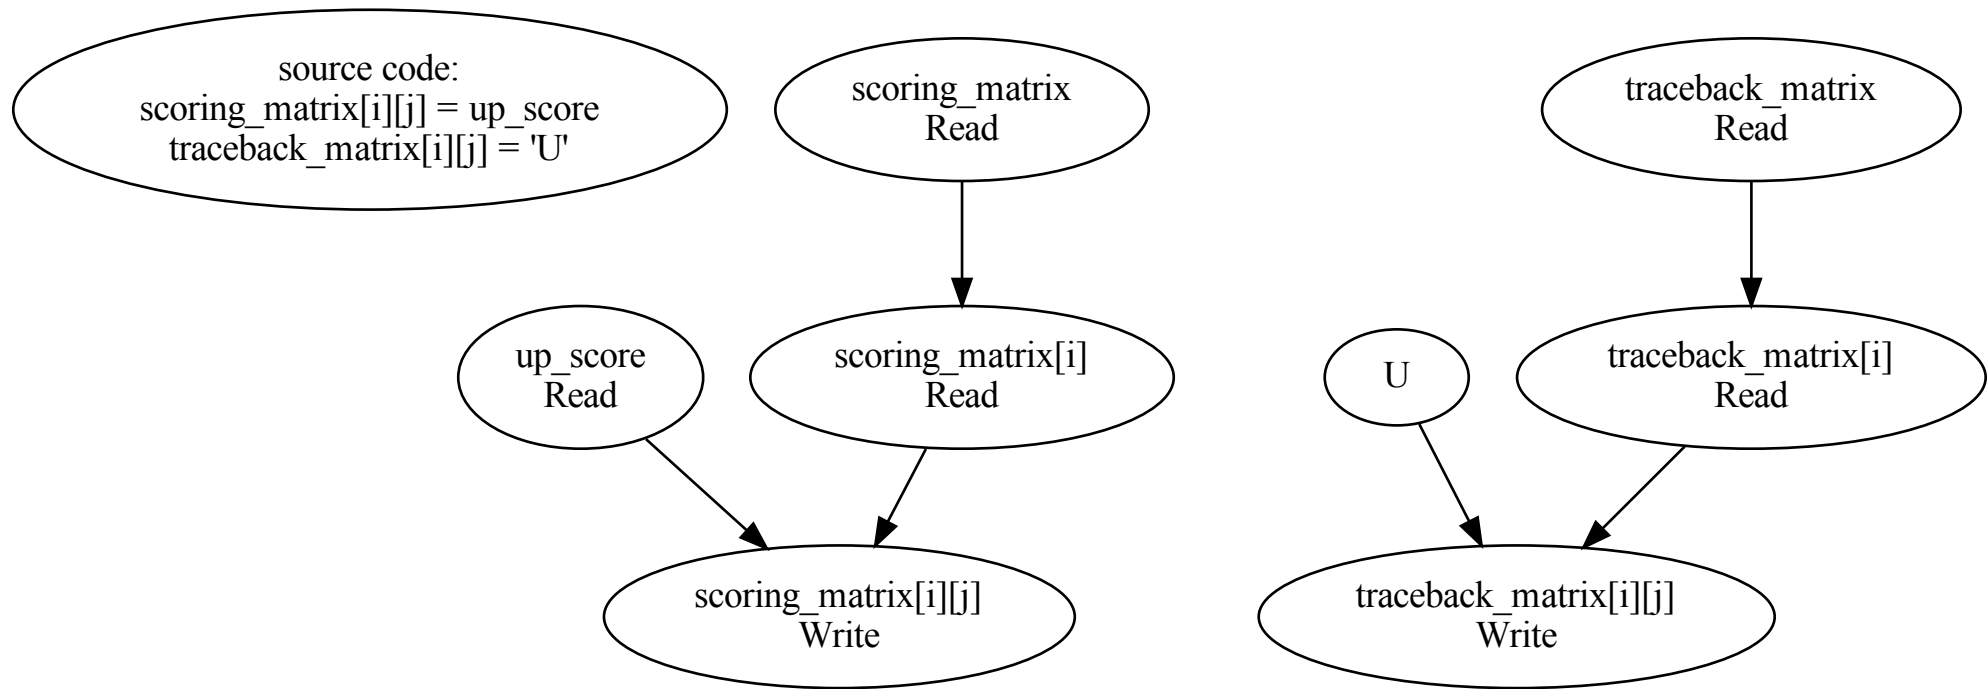 source code:
scoring_matrix[i][j] = up_score
traceback_matrix[i][j] = 'U'
scoring_matrix
Read
traceback_matrix
Read
up_score
Read
scoring_matrix[i]
Read
U
traceback_matrix[i]
Read
scoring_matrix[i][j]
Write
traceback_matrix[i][j]
Write